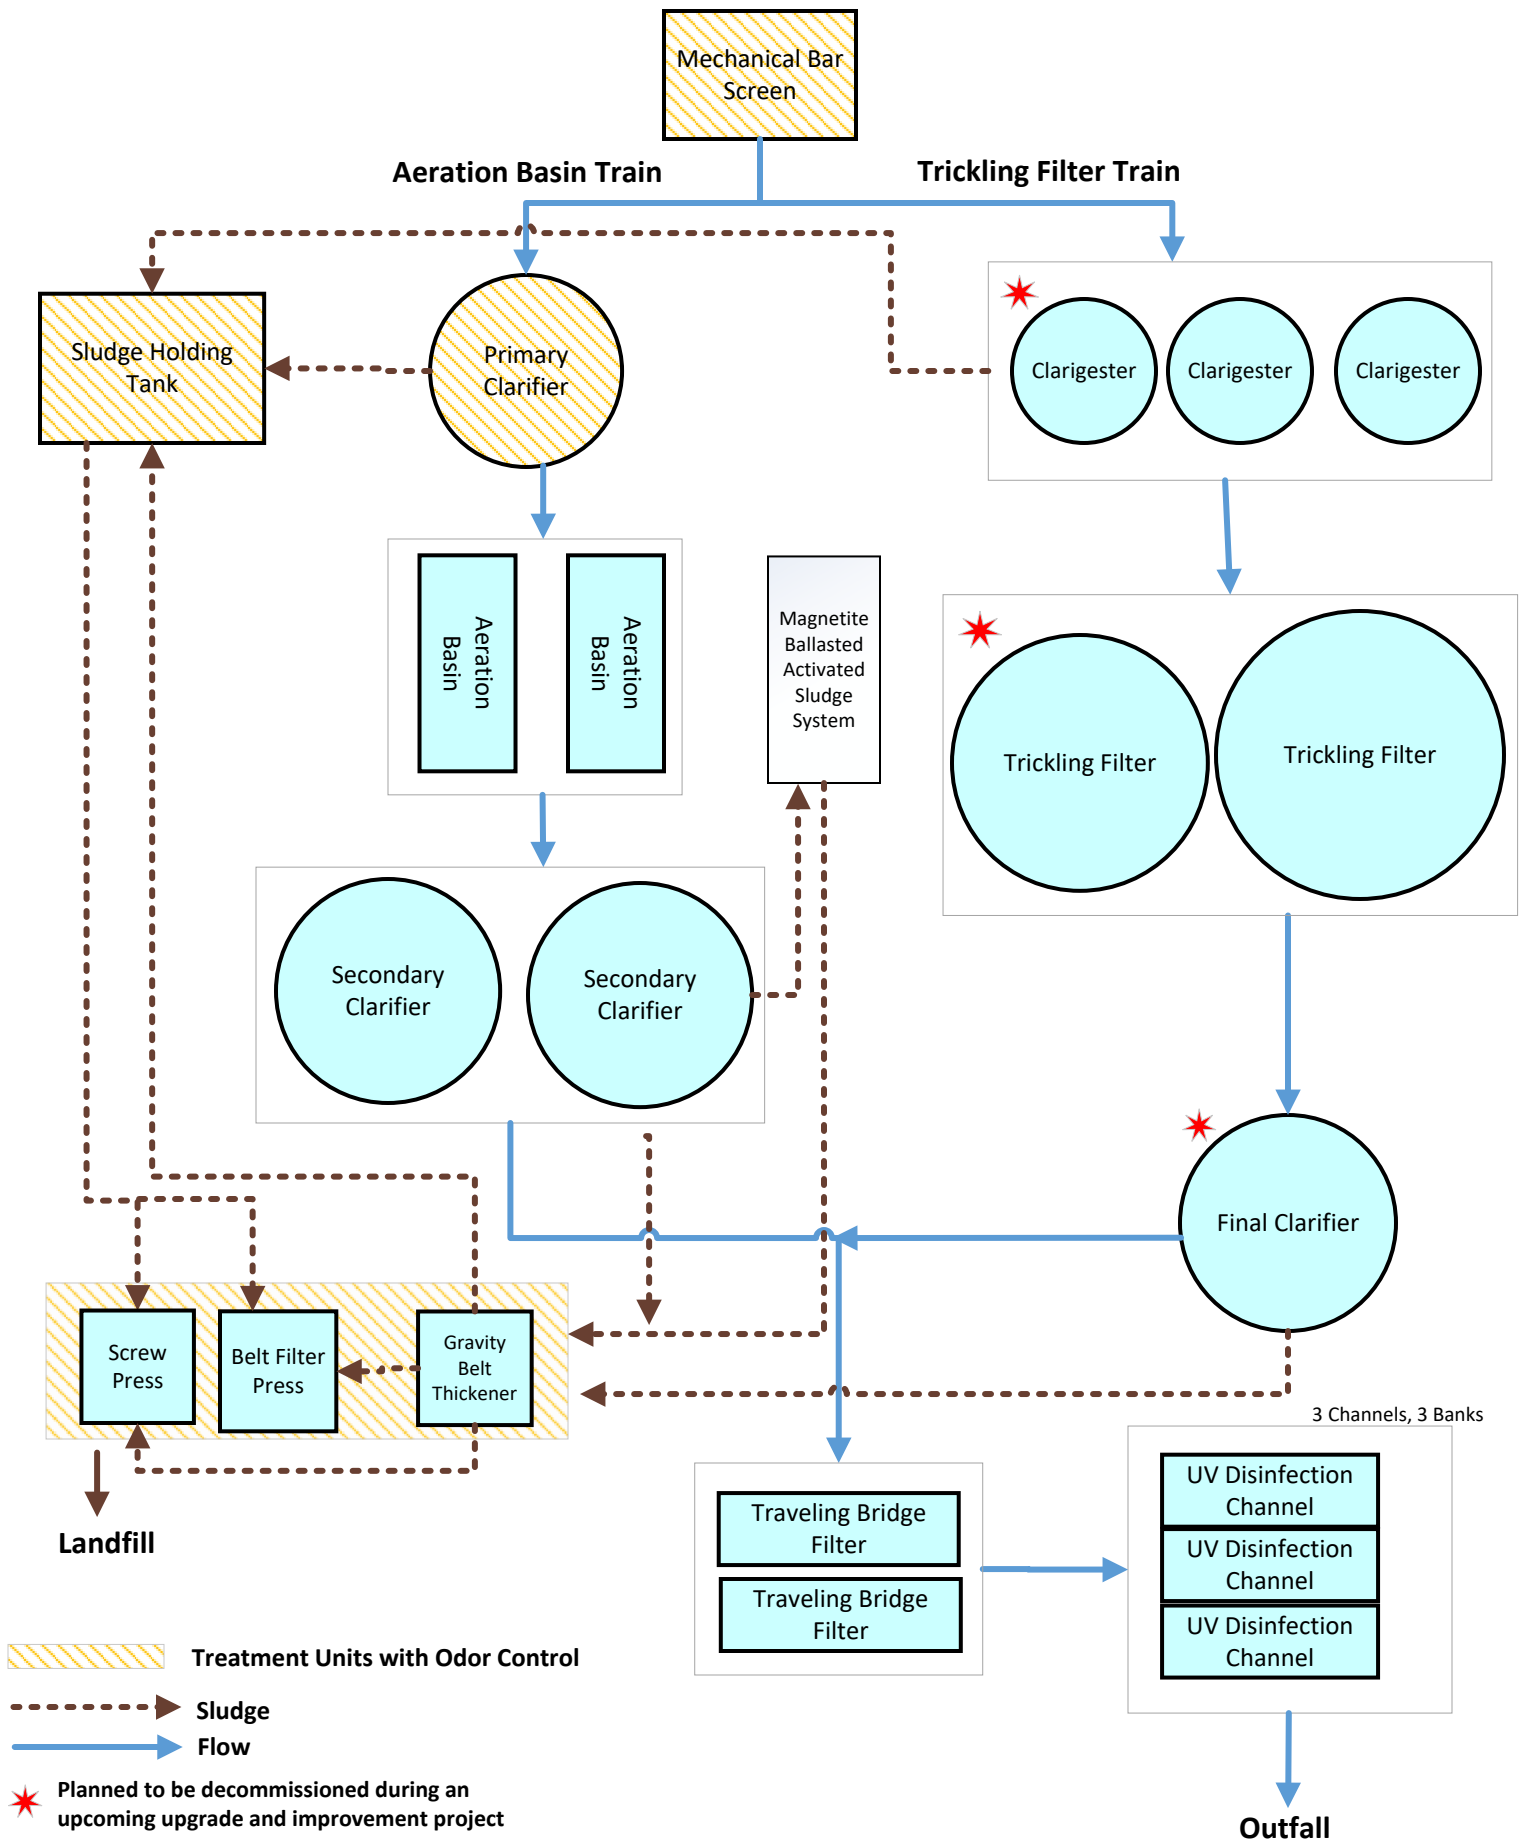 Mechanical Bar
Screen
Aeration Basin Train
Trickling Filter Train
Sludge Holding
Tank
Primary
Clarifier
Clarigester
Clarigester
Clarigester
Aeration
Basin
Aeration
Basin
Magnetite
Ballasted
Activated
Sludge
System
Trickling Filter
Trickling Filter
Secondary
Clarifier
Secondary
Clarifier
Final Clarifier
Screw
Press
Belt Filter
Press
Gravity
Belt
Thickener
Landfill
3 Channels, 3 Banks
Traveling Bridge
Filter
Traveling Bridge
Filter
UV Disinfection
Channel
UV Disinfection
Channel
UV Disinfection
Channel
Outfall
Treatment Units with Odor Control
Sludge
Flow
Planned to be decommissioned during an
upcoming upgrade and improvement project